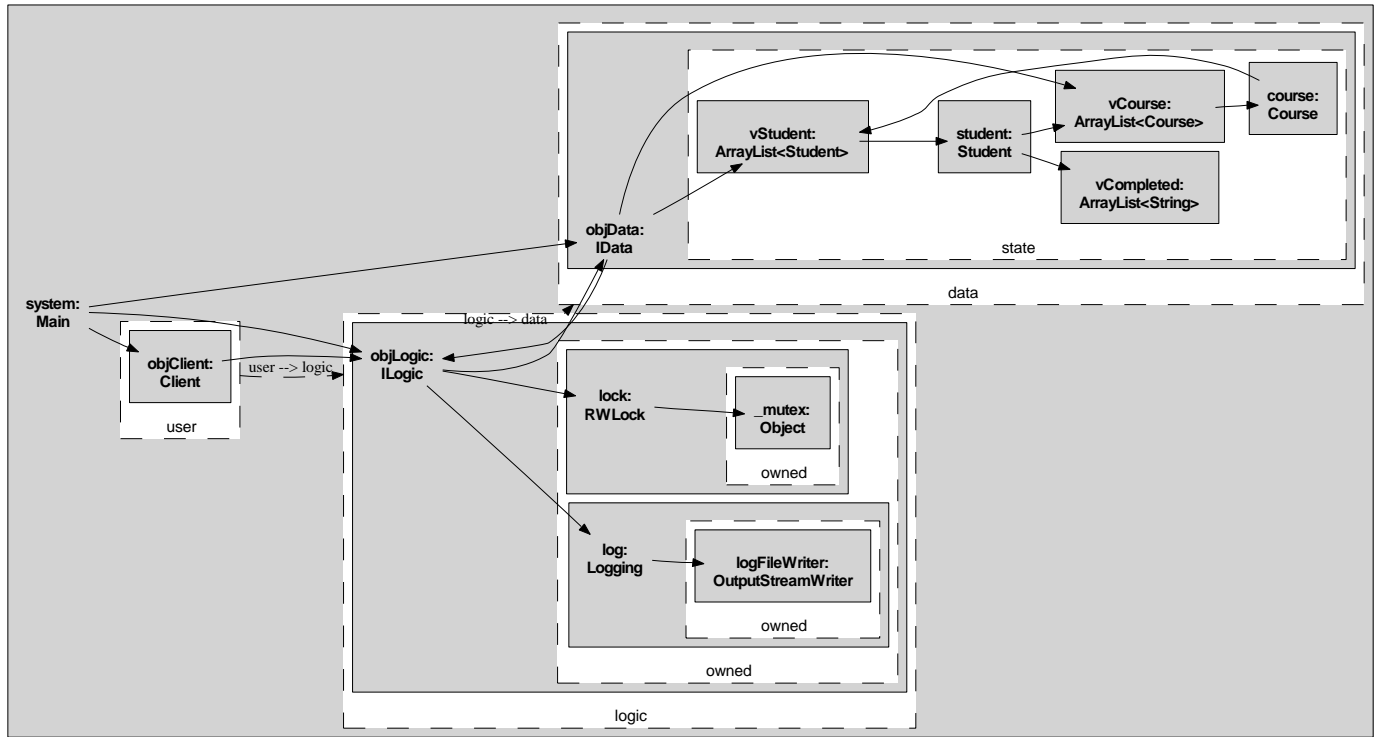 vStudent:
ArrayList<Student>
student:
Student
vCourse:
ArrayList<Course>
course:
Course
vCompleted:
ArrayList<String>
objData:
IData
state
data
system:
Main
objClient:
Client
user
user --> logic
logic --> data
objLogic:
ILogic
lock:
RWLock
_mutex:
Object
owned
log:
Logging
logFileWriter:
OutputStreamWriter
owned
owned
logic